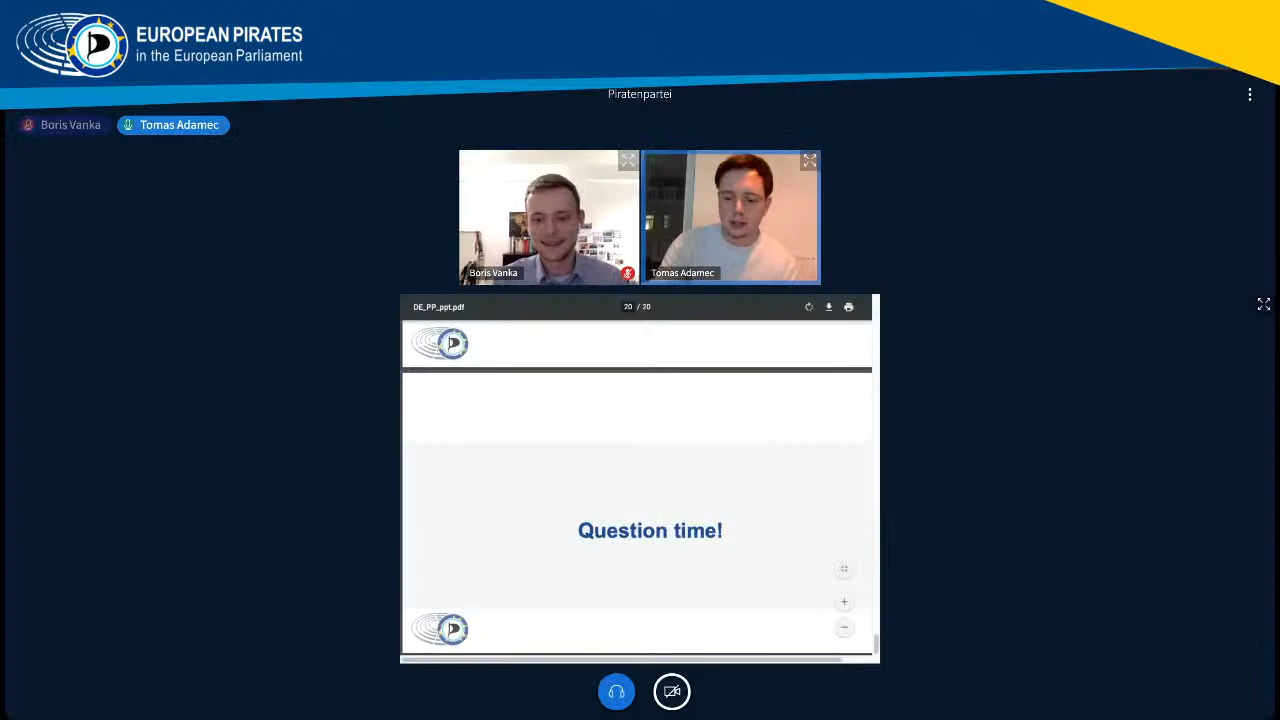 EUROPEAN PIRATES
in the European Parliament
Piratenpartei
Boris Vanka
Tomas Adamec
Boris Vanka
Tomas Adamec
DE_PP_ppt.pdf
20 / 20
Question time!